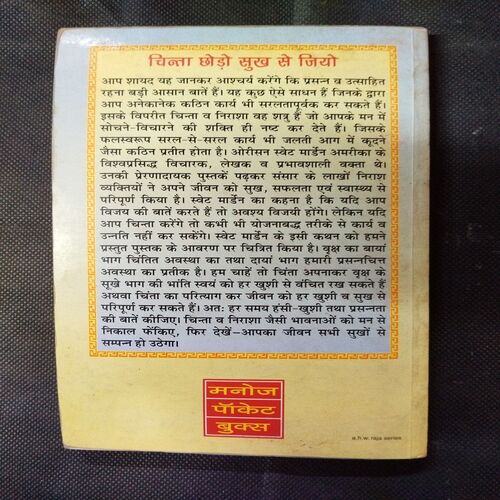 चिन्ता छोड़ो सुख से जियो
आप शायद यह जानकर आश्चर्य करेंगे कि प्रसन्न व उत्साहित
रहना बड़ी आसान बातें हैं। यह कुछ ऐसे साधन हैं जिनके द्वारा
आप अनेकानेक कठिन कार्य भी सरलतापूर्वक कर सकते हैं।
इसके विपरीत चिन्ता व निराशा वह शत्रु हैं जो आपके मन में
सोचने-विचारने की शक्ति ही नष्ट कर देते हैं। जिसके
फलस्वरूप सरल-से-सरल कार्य भी जलती आग में कूदने
जैसा कठिन प्रतीत होता है। ओरीसन स्वेट मार्डेन अमरीका के
विश्वप्रसिद्ध विचारक, लेखक व प्रभावशाली वक्ता थे।
उनकी प्रेरणादायक पुस्तकें पढ़कर संसार के लाखों निराश
व्यक्तियों ने अपने जीवन को सुख, सफलता एवं स्वास्थ्य से
परिपूर्ण किया है। स्वेट मार्डन का कहना है कि यदि आप
विजय की बातें करते हैं तो अवश्य विजयी होंगे। लेकिन यदि
आप चिन्ता करेंगे तो कभी भी योजनाबद्ध तरीके से कार्य व
उन्नति नहीं कर सकेंगे। स्वेट मार्डन के इसी कथन को हमने
प्रस्तुत पुस्तक के आवरण पर चित्रित किया है। वृक्ष का बायां
भाग चिंतित अवस्था का तथा दायां भाग हमारी प्रसन्नचित्त
अवस्था का प्रतीक है। हम चाहें तो चिंता अपनाकर वृक्ष के
सूखे भाग की भांति स्वयं को हर खुशी से वंचित रख सकते हैं
अथवा चिंता का परित्याग कर जीवन को हर खुशी व सुख से
परिपूर्ण कर सकते हैं। अतः हर समय हंसी-खुशी तथा प्रसन्नता
की बातें कीजिए। चिन्ता व निराशा जैसी भावनाओं को मन से
निकाल फेंकिए, फिर देखें–आपका जीवन सभी सुखों से
सम्पन्न हो उठेगा।
मनोज
पॉकेट
बुक्स
a.h.w. raja series